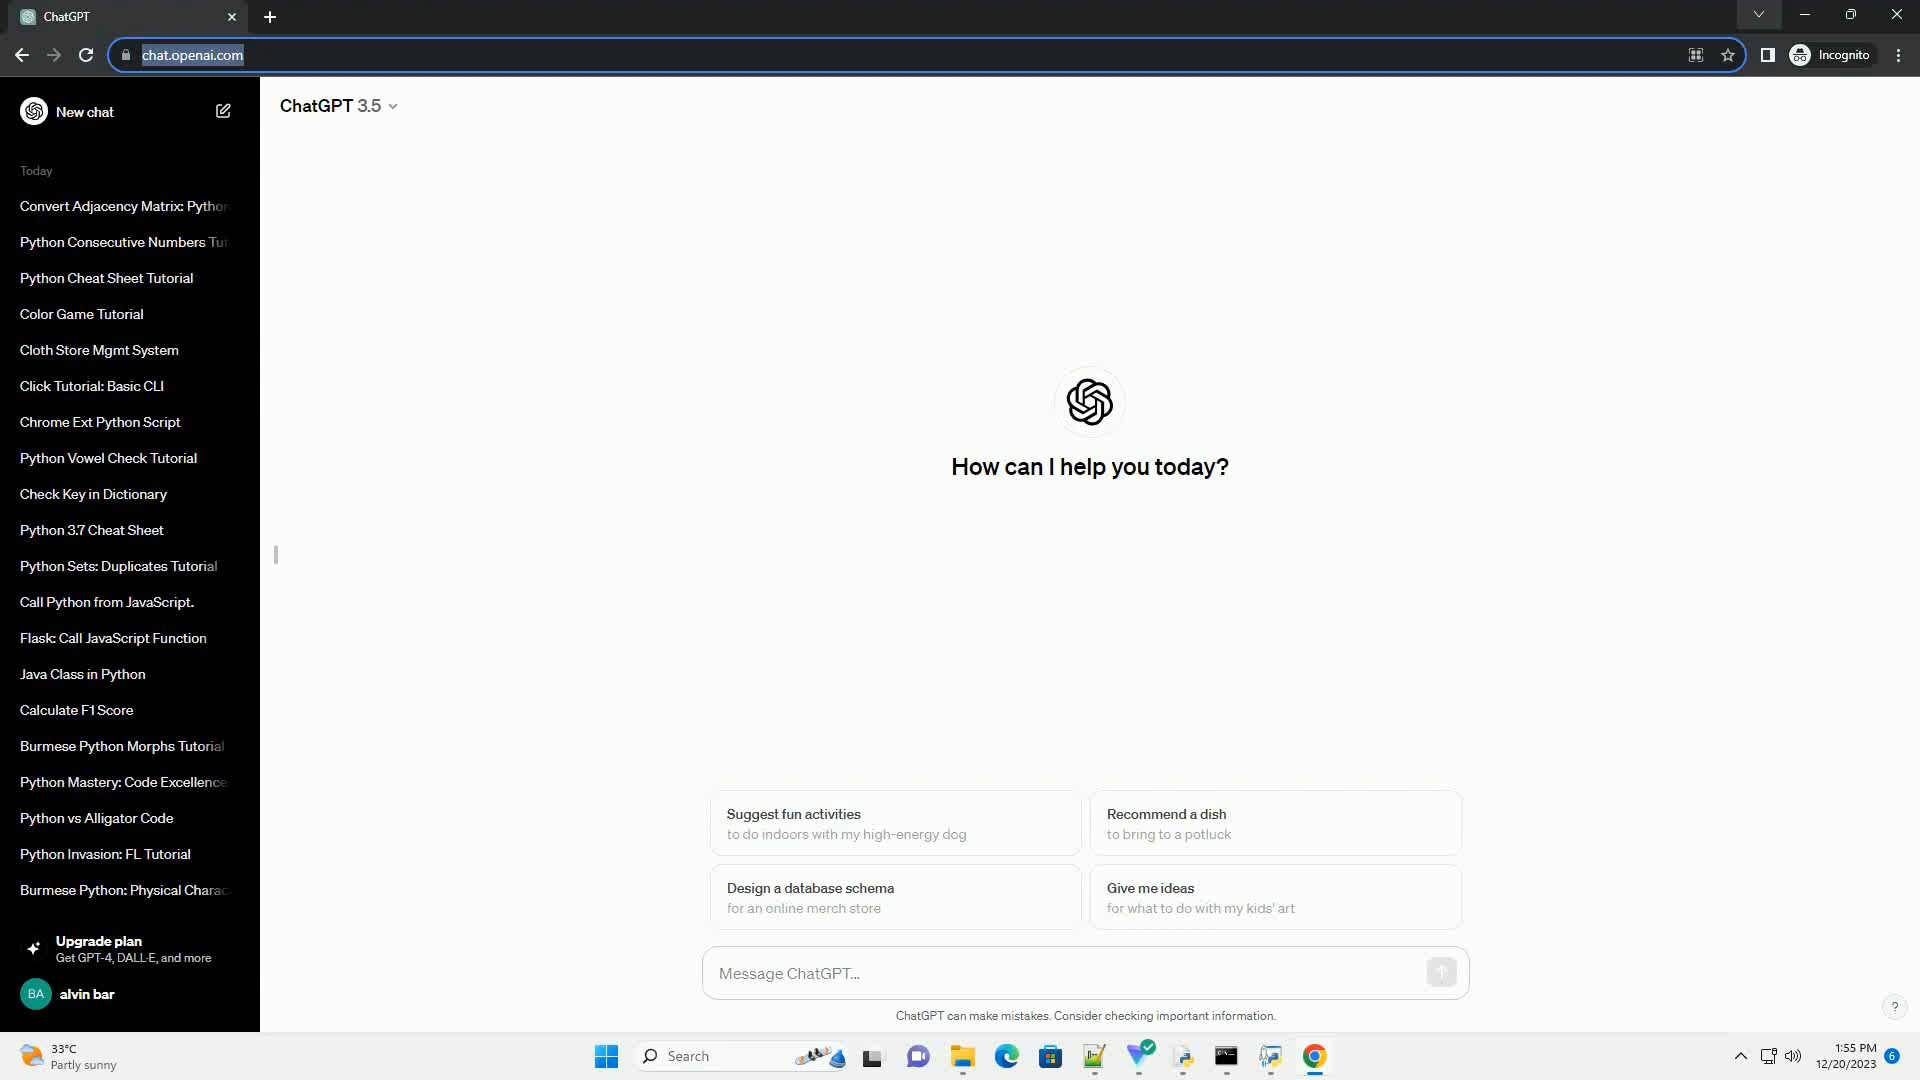 ChatGPT
chat.openai.com
Incognito
New chat
ChatGPT 3.5
Today
Convert Adjacency Matrix: Python
Python Consecutive Numbers Tut
Python Cheat Sheet Tutorial
Color Game Tutorial
Cloth Store Mgmt System
Click Tutorial: Basic CLI
Chrome Ext Python Script
Python Vowel Check Tutorial
Check Key in Dictionary
Python 3.7 Cheat Sheet
Python Sets: Duplicates Tutorial
Call Python from JavaScript.
Flask: Call JavaScript Function
Java Class in Python
Calculate F1 Score
Burmese Python Morphs Tutorial
Python Mastery: Code Excellence
Python vs Alligator Code
Python Invasion: FL Tutorial
Burmese Python: Physical Charac
Upgrade plan
Get GPT-4, DALL·E, and more
BA
alvin bar
How can I help you today?
Suggest fun activities
to do indoors with my high-energy dog
Recommend a dish
to bring to a potluck
Design a database schema
for an online merch store
Give me ideas
for what to do with my kids' art
Message ChatGPT...
ChatGPT can make mistakes. Consider checking important information.
?
33°C
Partly sunny
Search
1:55 PM
12/20/2023
6